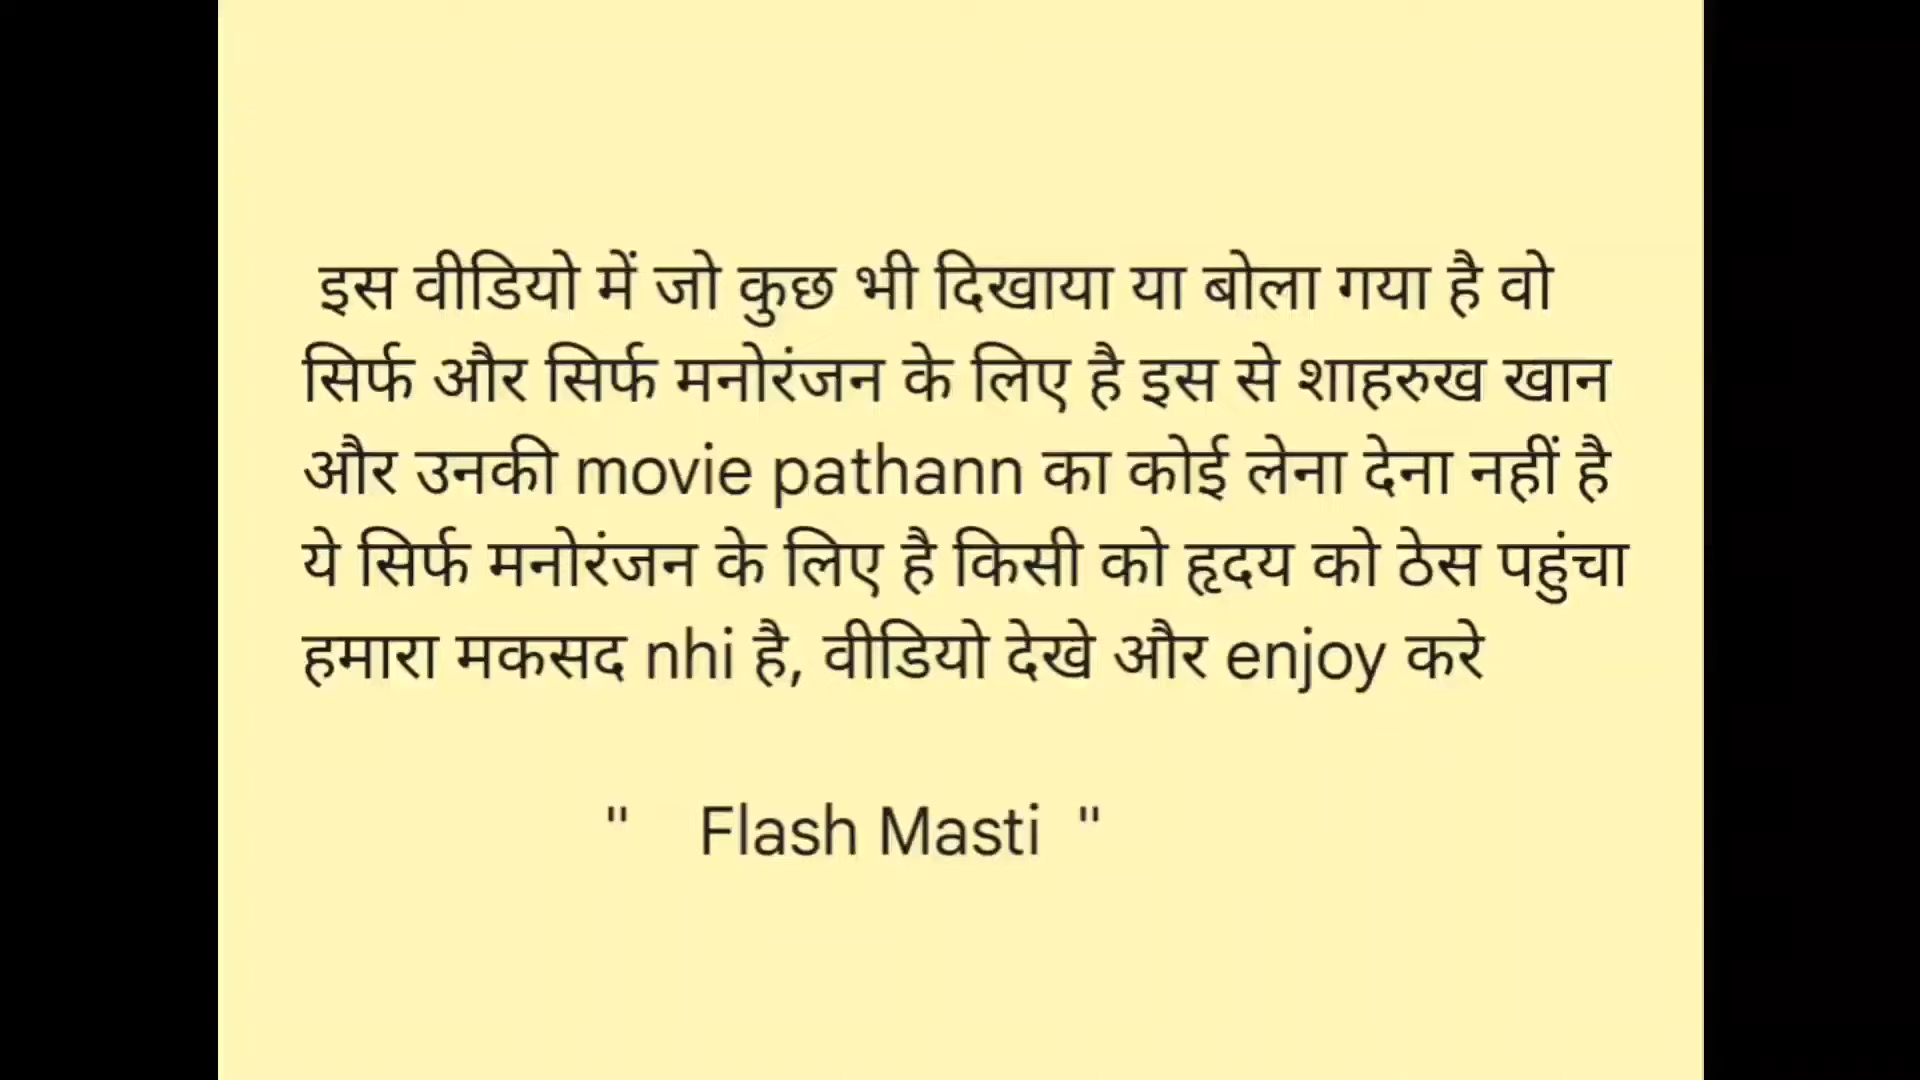 इस वीडियो में जो कुछ भी दिखाया या बोला गया है वो
सिर्फ और सिर्फ मनोरंजन के लिए है इस से शाहरुख खान
और उनकी movie pathann का कोई लेना देना नहीं है
ये सिर्फ मनोरंजन के लिए है किसी को हृदय को ठेस पहुंचा
हमारा मकसद nhi है, वीडियो देखे और enjoy करे
" Flash Masti "